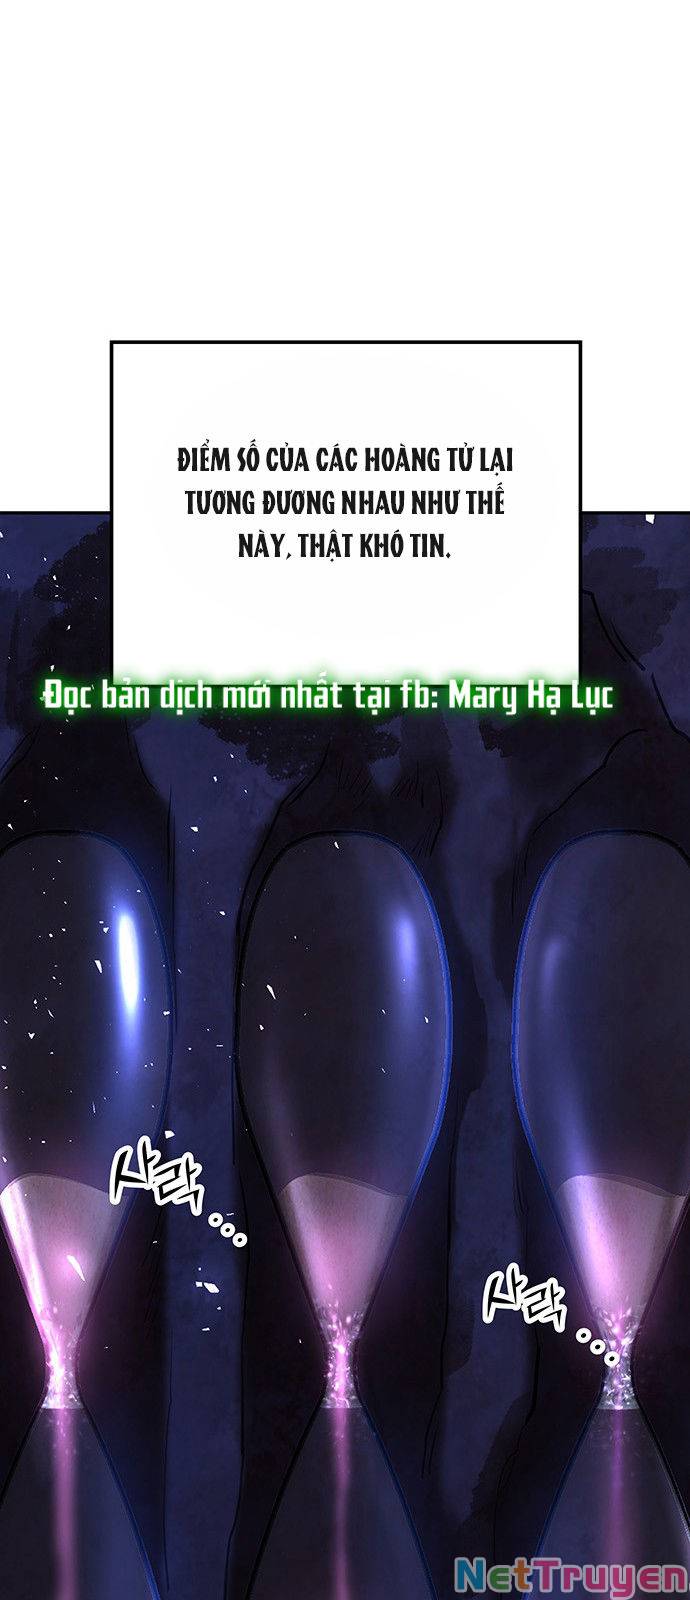 ĐIỂM SỐ CỦA CÁC HOÀNG TỬ LẠI
TƯƠNG ĐƯƠNG NHAU NHƯ THẾ
NÀY, THẬT KHÓ TIN.
Đọc bản dịch mới nhất tại fb: Mary Hạ Lục
사락...
사락...
NetTruyen